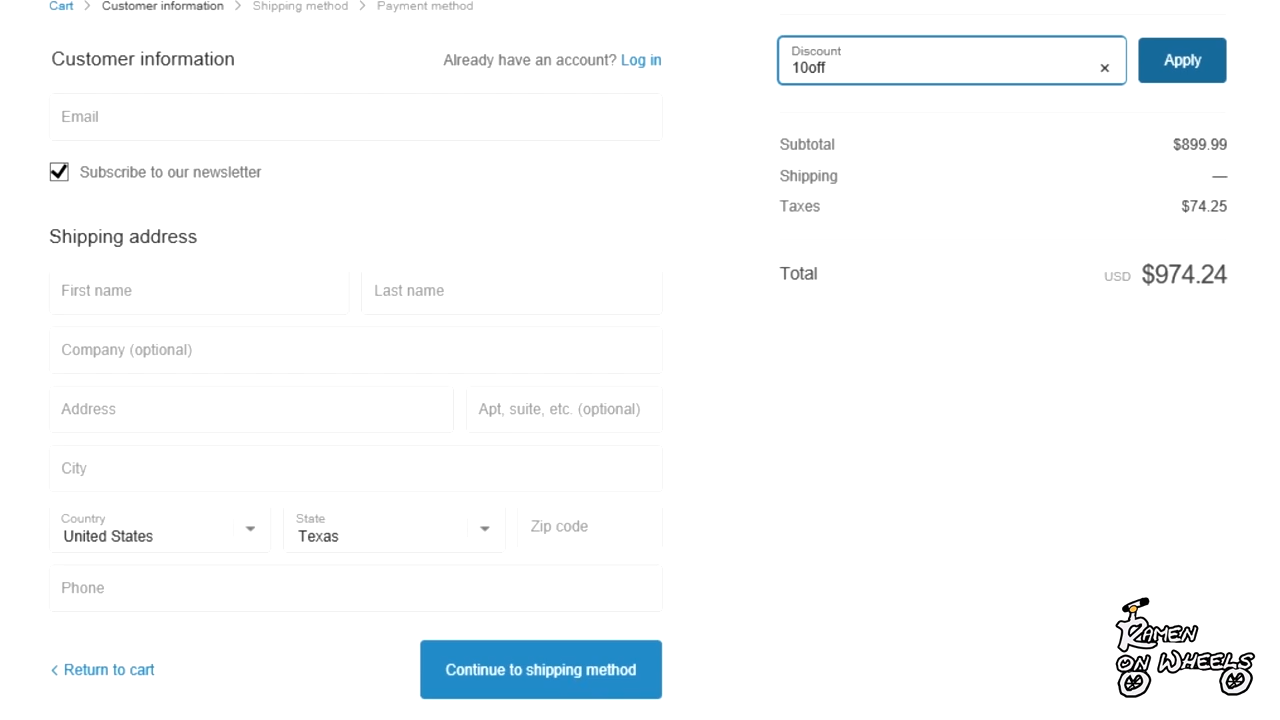 Cart > Customer information > Shipping method > Payment method
Customer information
Already have an account? Log in
Email
Subscribe to our newsletter
Shipping address
First name
Last name
Company (optional)
Address
Apt, suite, etc. (optional)
City
Country
United States
State
Texas
Zip code
Phone
< Return to cart
Continue to shipping method
Discount
10off
×
Apply
Subtotal $899.99
Shipping —
Taxes $74.25
Total USD $974.24
RAMEN
ON WHEELS